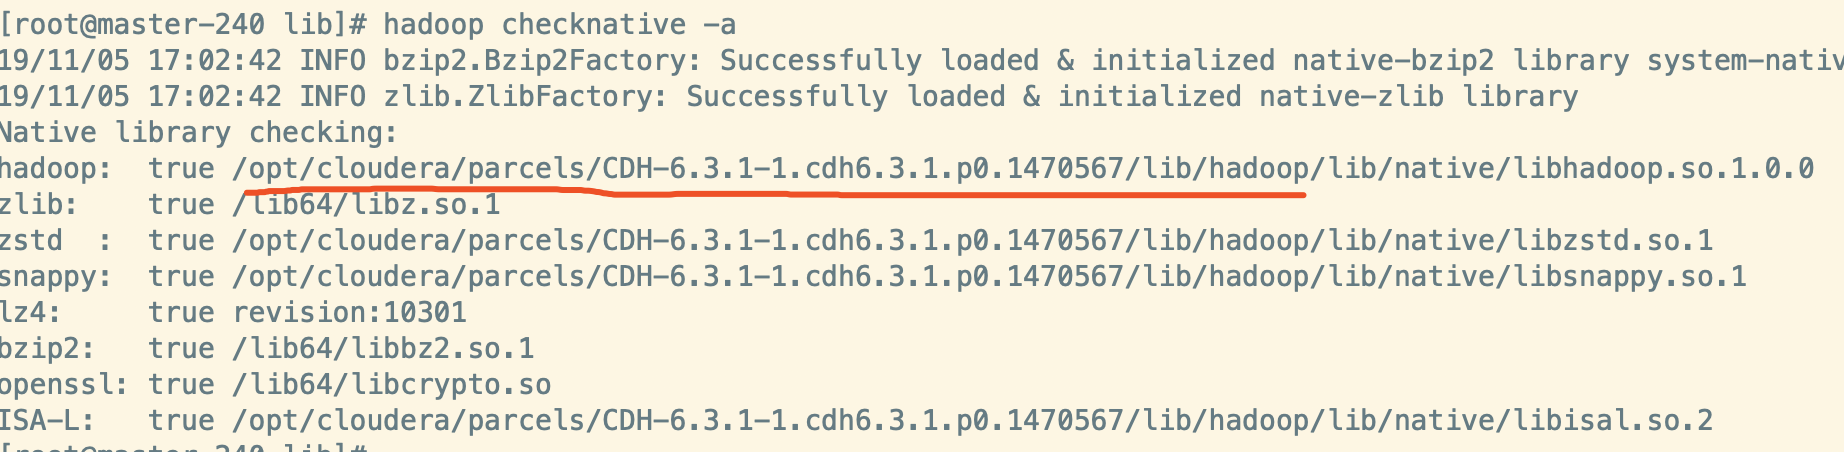 [root@master-240 lib]# hadoop checknative -a
19/11/05 17:02:42 INFO bzip2.Bzip2Factory: Successfully loaded & initialized native-bzip2 library system-nativ
19/11/05 17:02:42 INFO zlib.ZlibFactory: Successfully loaded & initialized native-zlib library
Native library checking:
hadoop:  true /opt/cloudera/parcels/CDH-6.3.1-1.cdh6.3.1.p0.1470567/lib/hadoop/lib/native/libhadoop.so.1.0.0
zlib:    true /lib64/libz.so.1
zstd  :  true /opt/cloudera/parcels/CDH-6.3.1-1.cdh6.3.1.p0.1470567/lib/hadoop/lib/native/libzstd.so.1
snappy:  true /opt/cloudera/parcels/CDH-6.3.1-1.cdh6.3.1.p0.1470567/lib/hadoop/lib/native/libsnappy.so.1
lz4:     true revision:10301
bzip2:   true /lib64/libbz2.so.1
openssl: true /lib64/libcrypto.so
ISA-L:   true /opt/cloudera/parcels/CDH-6.3.1-1.cdh6.3.1.p0.1470567/lib/hadoop/lib/native/libisal.so.2
[root@master-240 lib]#